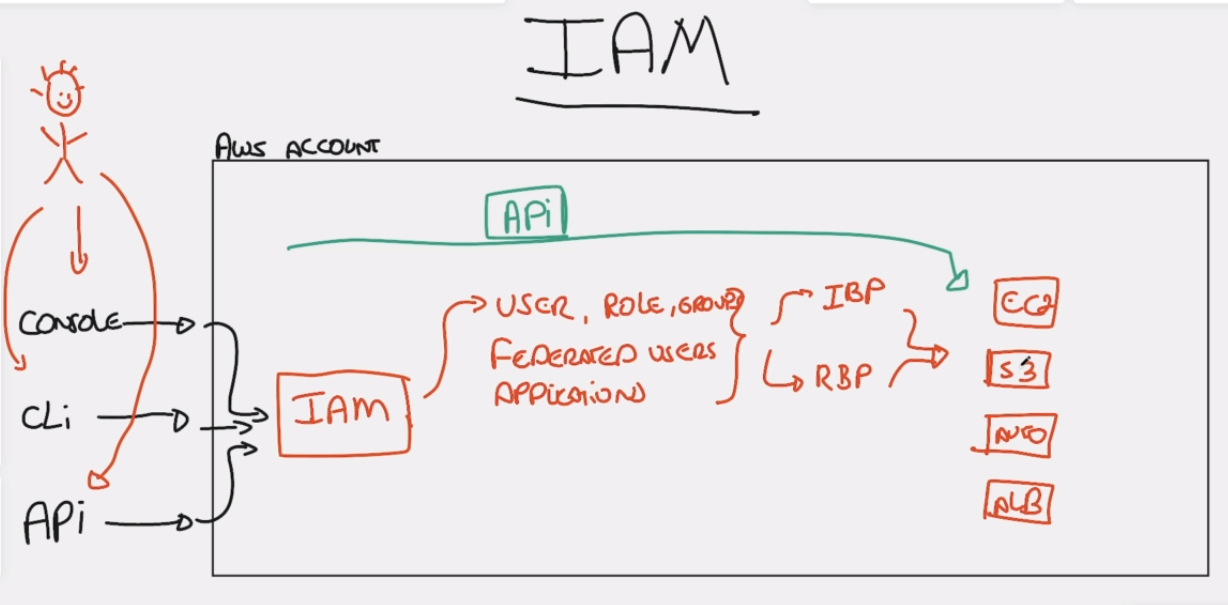 IAM
AWS ACCOUNT
API
CONSOLE
CLI
API
IAM
USER, ROLE, GROUP
FEDERATED USERS
APPLICATIONS
IBP
RBP
EC2
S3
AUTO
ALB